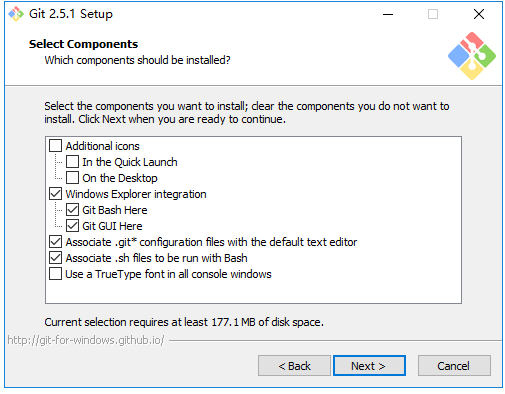 Git 2.5.1 Setup
Select Components
Which components should be installed?
Select the components you want to install; clear the components you do not want to
install. Click Next when you are ready to continue.
Additional icons
In the Quick Launch
On the Desktop
Windows Explorer integration
Git Bash Here
Git GUI Here
Associate .git* configuration files with the default text editor
Associate .sh files to be run with Bash
Use a TrueType font in all console windows
Current selection requires at least 177.1 MB of disk space.
http://git-for-windows.github.io/
< Back
Next >
Cancel